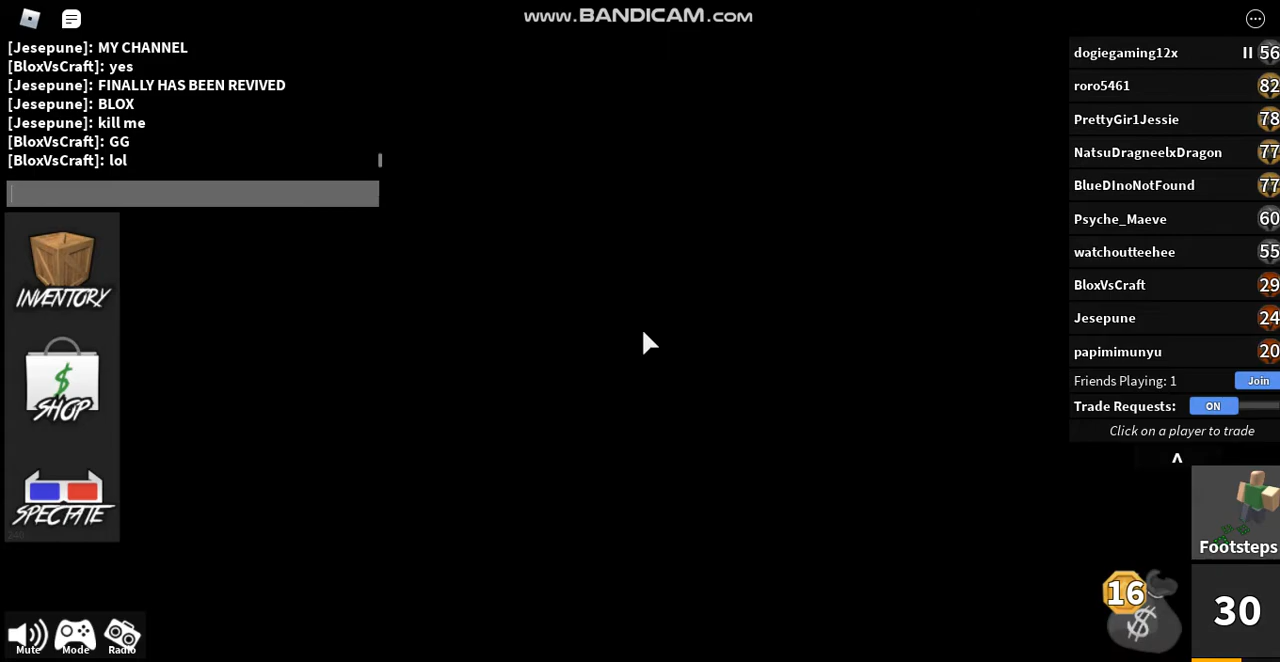 www.BANDICAM.com
[Jesepune]: MY CHANNEL
[BloxVsCraft]: yes
[Jesepune]: FINALLY HAS BEEN REVIVED
[Jesepune]: BLOX
[Jesepune]: kill me
[BloxVsCraft]: GG
[BloxVsCraft]: lol
INVENTORY
$
SHOP
SPECTATE
240
Mute
Mode
Radio
dogiegaming12x 56
roro5461 82
PrettyGir1Jessie 78
NatsuDragneelxDragon 77
BlueDInoNotFound 77
Psyche_Maeve 60
watchoutteehee 55
BloxVsCraft 29
Jesepune 24
papimimunyu 20
Friends Playing: 1 Join
Trade Requests: ON
Click on a player to trade
Footsteps
16
$
30